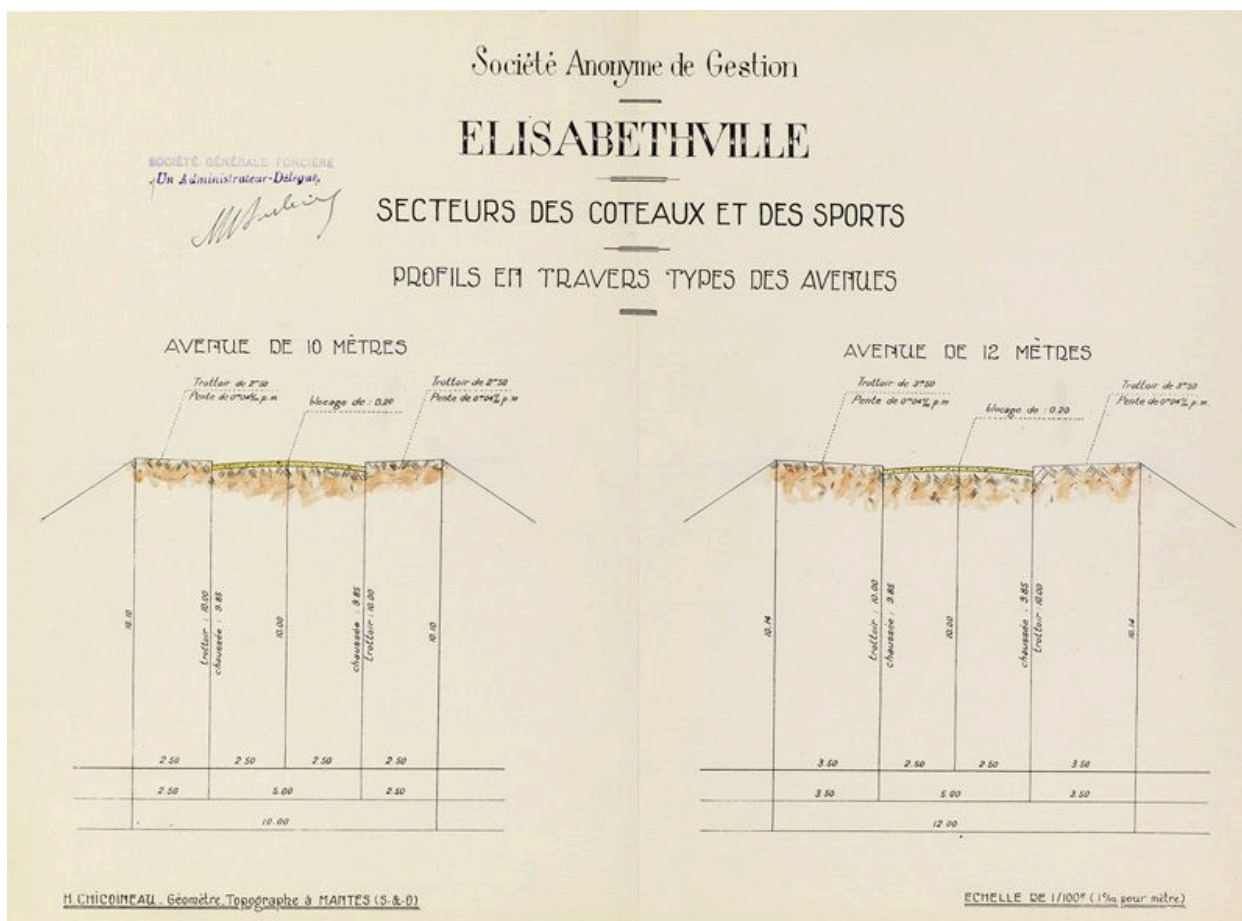 Société Anonyme de Gestion
ELISABETHVILLE
SOCIÉTÉ GÉNÉRALE FONCIÈRE
Un Administrateur-Délégué,
SECTEURS DES COTEAUX ET DES SPORTS
PROFILS EN TRAVERS TYPES DES AVENUES
AVENUE DE 10 MÈTRES
Trottoir de 2m50
Pente de 0m04 p.m
blocage de : 0.20
Trottoir de 2m50
Pente de 0m04 p.m
10.10
trottoir : 10.00
chaussée : 9.85
10.00
chaussée : 9.85
trottoir : 10.00
10.10
2.50 2.50 2.50 2.50
2.50 5.00 2.50
10.00
AVENUE DE 12 MÈTRES
Trottoir de 3m50
Pente de 0m04 p.m
blocage de : 0.20
Trottoir de 3m50
Pente de 0m04 p.m.
10.14
trottoir : 10.00
chaussée : 9.85
10.00
chaussée : 9.85
trottoir : 10.00
10.14
3.50 2.50 2.50 3.50
3.50 5.00 3.50
12.00
H. CHICOINEAU. Géomètre. Topographe à MANTES (S-&-O)
ECHELLE DE 1/100e (1c/m pour mètre)